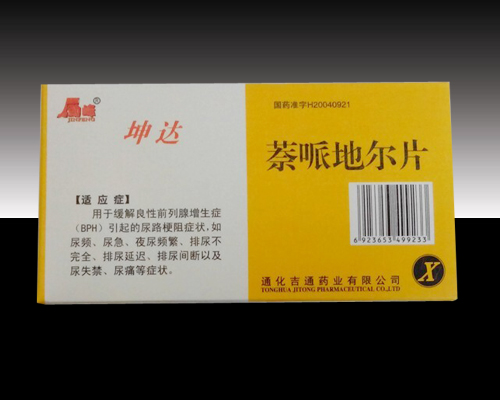 ®
坤达
【适应症】
用于缓解良性前列腺增生症
（BPH）引起的尿路梗阻症状,如
尿频、尿急、夜尿频繁、排尿不
完全、排尿延迟、排尿间断以及
尿失禁、尿痛等症状。
国药准字H20040921
萘哌地尔片
6 923653 499233
通化吉通药业有限公司
TONGHUA JITONG PHARMACEUTICAL CO.,LTD
X